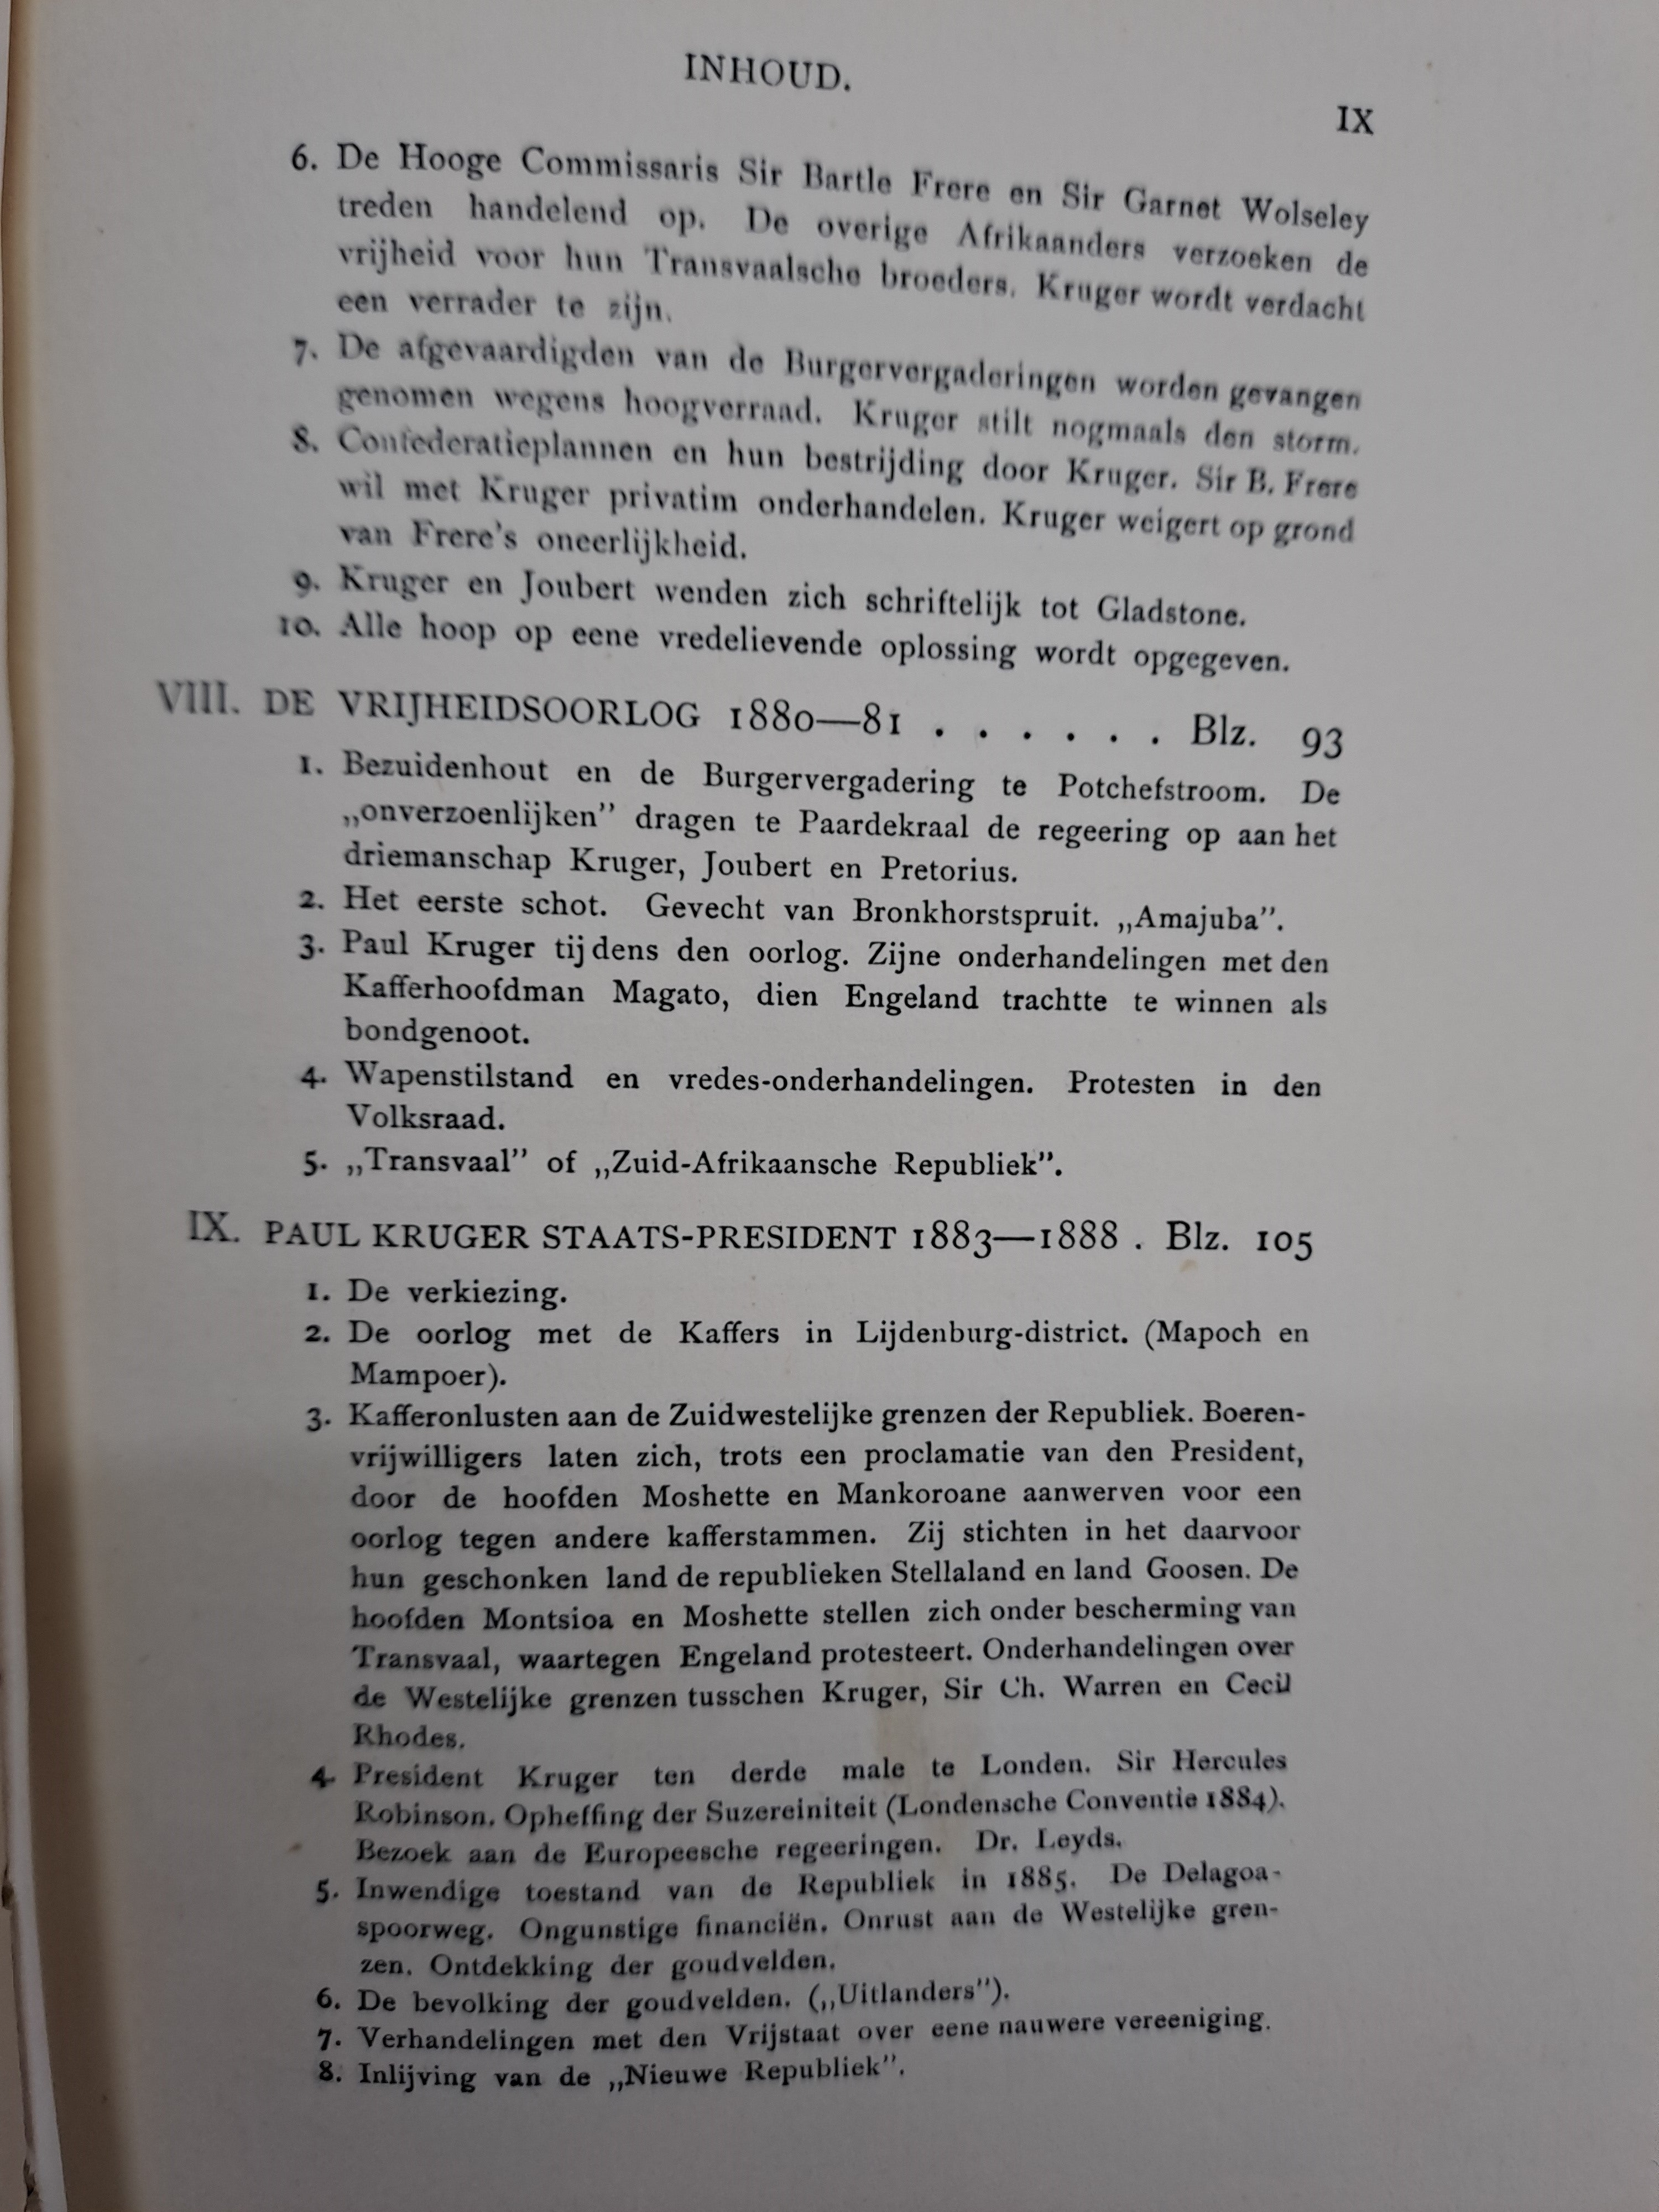 INHOUD.
IX
6. De Hooge Commissaris Sir Bartle Frere en Sir Garnet Wolseley
treden handelend op. De overige Afrikaanders verzoeken de
vrijheid voor hun Transvaalsche broeders. Kruger wordt verdacht
een verrader te zijn.
7. De afgevaardigden van de Burgervergaderingen worden gevangen
genomen wegens hoogverraad. Kruger stilt nogmaals den storm.
8. Confederatieplannen en hun bestrijding door Kruger. Sir B. Frere
wil met Kruger privatim onderhandelen. Kruger weigert op grond
van Frere's oneerlijkheid.
9. Kruger en Joubert wenden zich schriftelijk tot Gladstone.
10. Alle hoop op eene vredelievende oplossing wordt opgegeven.
VIII. DE VRIJHEIDSOORLOG 1880—81 . . . . . . Blz. 93
1. Bezuidenhout en de Burgervergadering te Potchefstroom. De
„onverzoenlijken” dragen te Paardekraal de regeering op aan het
driemanschap Kruger, Joubert en Pretorius.
2. Het eerste schot. Gevecht van Bronkhorstspruit. „Amajuba”.
3. Paul Kruger tijdens den oorlog. Zijne onderhandelingen met den
Kafferhoofdman Magato, dien Engeland trachtte te winnen als
bondgenoot.
4. Wapenstilstand en vredes-onderhandelingen. Protesten in den
Volksraad.
5. „Transvaal” of „Zuid-Afrikaansche Republiek”.
IX. PAUL KRUGER STAATS-PRESIDENT 1883—1888 . Blz. 105
1. De verkiezing.
2. De oorlog met de Kaffers in Lijdenburg-district. (Mapoch en
Mampoer).
3. Kafferonlusten aan de Zuidwestelijke grenzen der Republiek. Boeren-
vrijwilligers laten zich, trots een proclamatie van den President,
door de hoofden Moshette en Mankoroane aanwerven voor een
oorlog tegen andere kafferstammen. Zij stichten in het daarvoor
hun geschonken land de republieken Stellaland en land Goosen. De
hoofden Montsioa en Moshette stellen zich onder bescherming van
Transvaal, waartegen Engeland protesteert. Onderhandelingen over
de Westelijke grenzen tusschen Kruger, Sir Ch. Warren en Cecil
Rhodes.
4. President Kruger ten derde male te Londen. Sir Hercules
Robinson. Opheffing der Suzereiniteit (Londensche Conventie 1884).
Bezoek aan de Europeesche regeeringen. Dr. Leyds.
5. Inwendige toestand van de Republiek in 1885. De Delagoa-
spoorweg. Ongunstige financiën. Onrust aan de Westelijke gren-
zen. Ontdekking der goudvelden.
6. De bevolking der goudvelden. („Uitlanders”).
7. Verhandelingen met den Vrijstaat over eene nauwere vereeniging.
8. Inlijving van de „Nieuwe Republiek”.